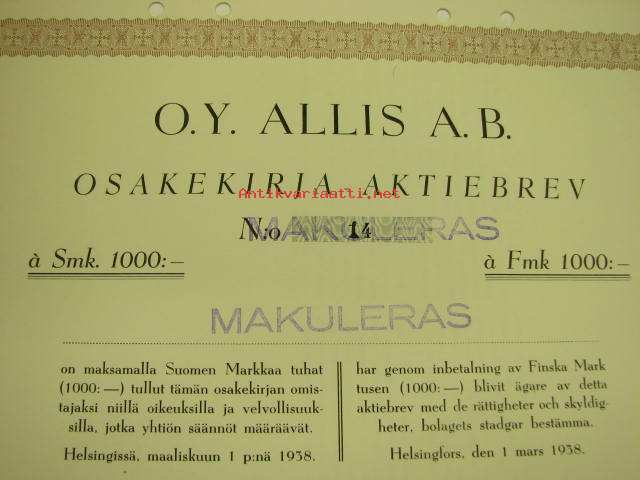 O.Y. ALLIS A.B.
OSAKEKIRJA AKTIEBREV
Antikvariaatti.net
N:o 14
MAKULERAS
à Smk. 1000:—
à Fmk 1000:—
MAKULERAS
on maksamalla Suomen Markkaa tuhat
(1000:—) tullut tämän osakekirjan omis-
tajaksi niillä oikeuksilla ja velvollisuuk-
silla, jotka yhtiön säännöt määräävät.
Helsingissä, maaliskuun 1 p:nä 1938.
har genom inbetalning av Finska Mark
tusen (1000:—) blivit ägare av detta
aktiebrev med de rättigheter och skyldig-
heter, bolagets stadgar bestämma.
Helsingfors, den 1 mars 1938.